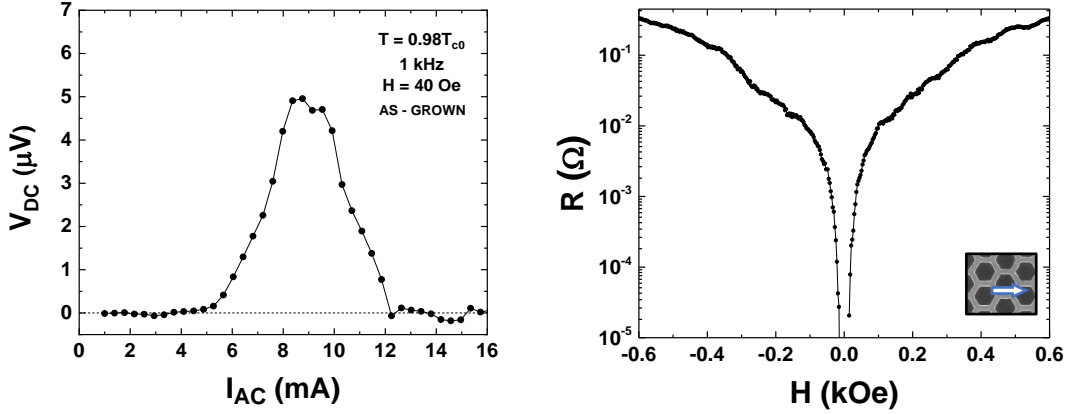 7
6
5
4
3
2
1
0
V_DC (μV)
T = 0.98T_c0
1 kHz
H = 40 Oe
AS - GROWN
0 2 4 6 8 10 12 14 16
I_AC (mA)
10^-1
10^-2
10^-3
10^-4
10^-5
R (Ω)
-0.6 -0.4 -0.2 0.0 0.2 0.4 0.6
H (kOe)